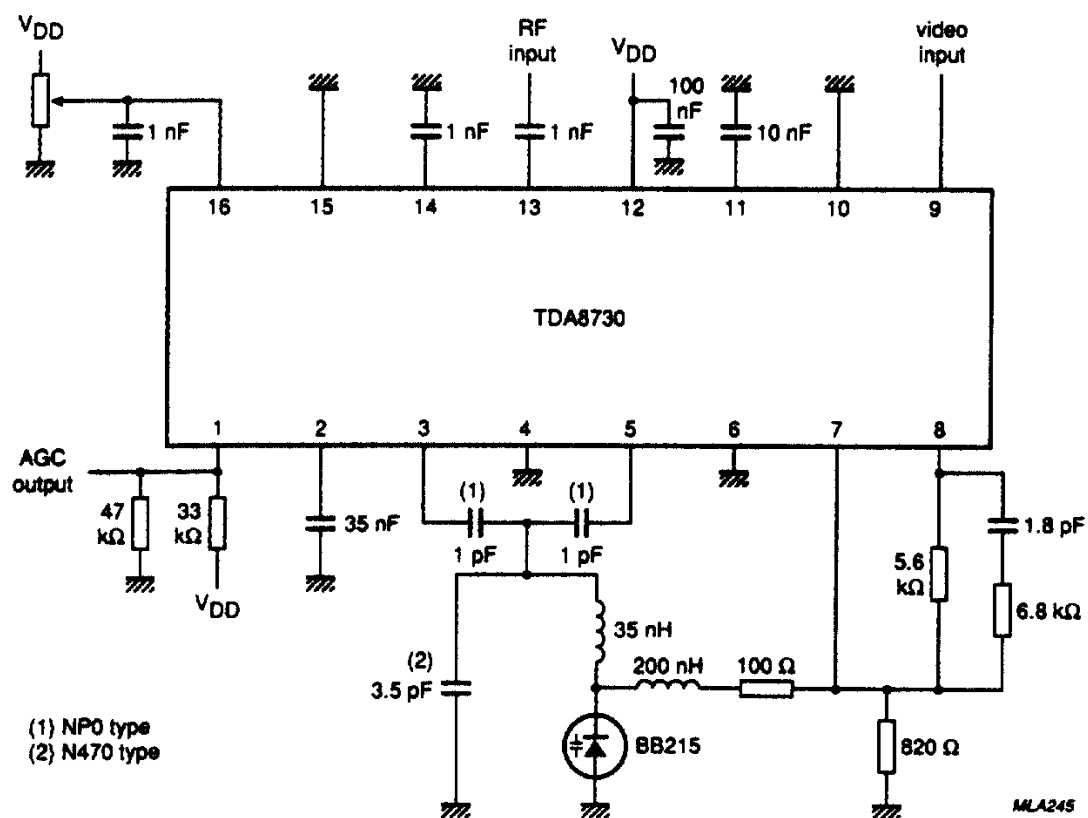 V_DD
RF
input
V_DD
video
input
1 nF
1 nF
1 nF
100
nF
10 nF
16
15
14
13
12
11
10
9
TDA8730
1
2
3
4
5
6
7
8
AGC
output
47
kΩ
33
kΩ
V_DD
35 nF
(1)
(1)
1 pF
1 pF
1.8 pF
5.6
kΩ
6.8 kΩ
35 nH
200 nH
100 Ω
(2)
3.5 pF
BB215
820 Ω
(1) NP0 type
(2) N470 type
MLA245